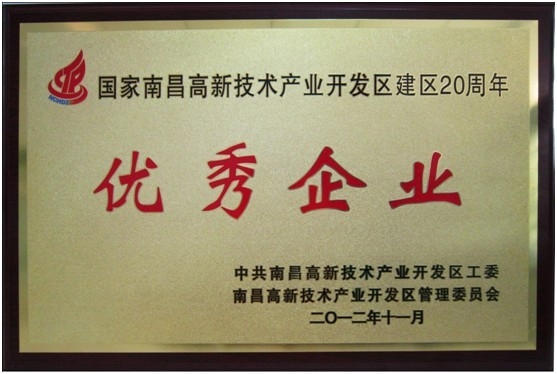 国家南昌高新技术产业开发区建区20周年
优秀企业
中共南昌高新技术产业开发区工委
南昌高新技术产业开发区管理委员会
二〇一二年十一月